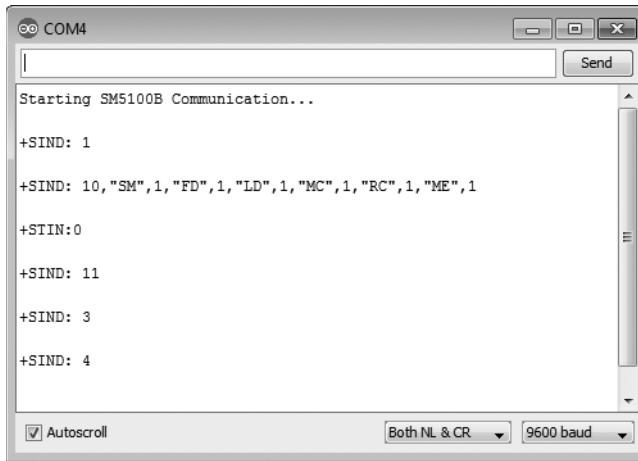 COM4
Send
Starting SM5100B Communication...
+SIND: 1
+SIND: 10,"SM",1,"FD",1,"LD",1,"MC",1,"RC",1,"ME",1
+STIN:0
+SIND: 11
+SIND: 3
+SIND: 4
Autoscroll
Both NL & CR
9600 baud